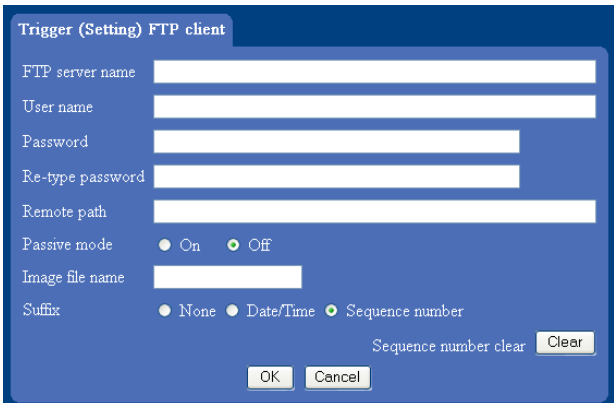 Trigger (Setting) FTP client
FTP server name
User name
Password
Re-type password
Remote path
Passive mode On Off
Image file name
Suffix None Date/Time Sequence number
Sequence number clear Clear
OK Cancel